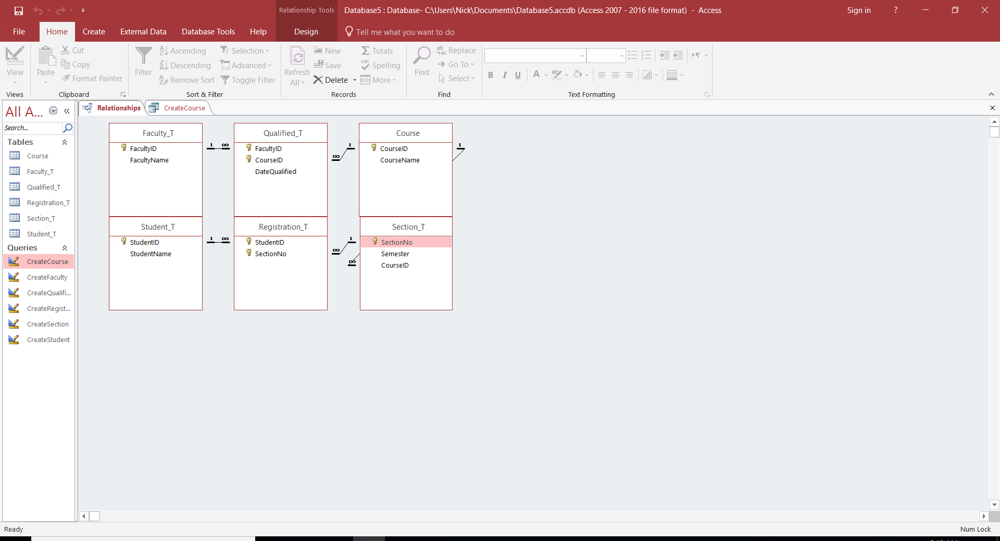 Relationship Tools
Database5 : Database- C:\Users\Nick\Documents\Database5.accdb (Access 2007 - 2016 file format) - Access
Sign in
?
File Home Create External Data Database Tools Help Design Tell me what you want to do
View
Views
Paste
Cut
Copy
Format Painter
Clipboard
Filter
Ascending
Descending
Remove Sort
Selection
Advanced
Toggle Filter
Sort & Filter
Refresh
All
New
Save
Delete
Totals
Spelling
More
Records
Find
Replace
Go To
Select
Find
B I U A
Text Formatting
All A...
Search...
Tables
Course
Faculty_T
Qualified_T
Registration_T
Section_T
Student_T
Queries
CreateCourse
CreateFaculty
CreateQualifi...
CreateRegist...
CreateSection
CreateStudent
Relationships
CreateCourse
Faculty_T
FacultyID
FacultyName
1 ∞
Qualified_T
FacultyID
CourseID
DateQualified
∞ 1
Course
CourseID
CourseName
1
Student_T
StudentID
StudentName
1 ∞
Registration_T
StudentID
SectionNo
∞ 1
∞
Section_T
SectionNo
Semester
CourseID
Ready
Num Lock